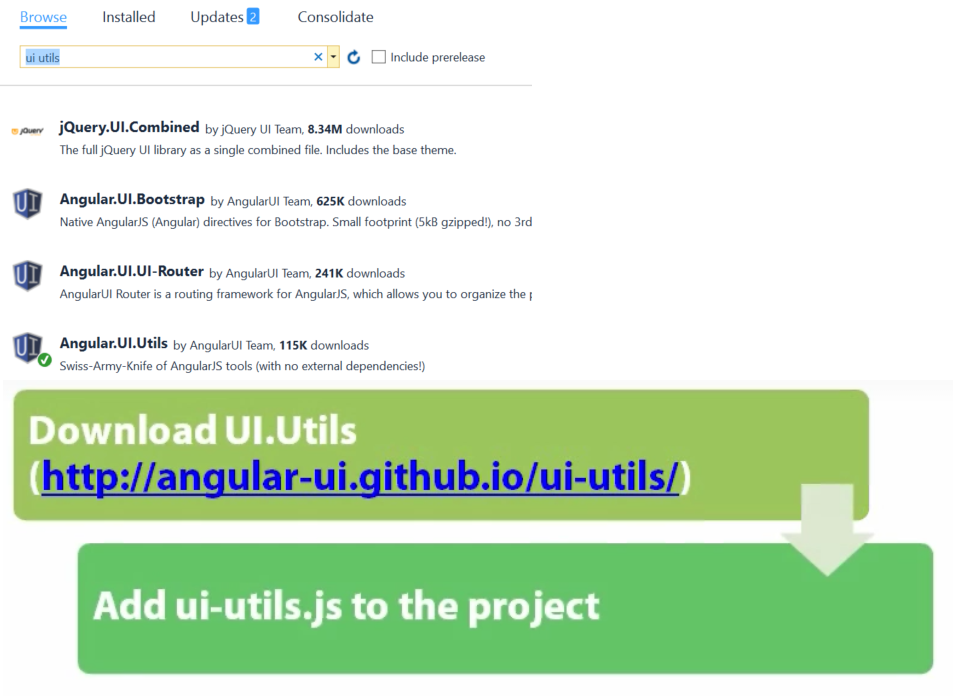 Browse Installed Updates 2 Consolidate
ui utils Include prerelease
jQuery jQuery.UI.Combined by jQuery UI Team, 8.34M downloads
The full jQuery UI library as a single combined file. Includes the base theme.
UI Angular.UI.Bootstrap by AngularUI Team, 625K downloads
Native AngularJS (Angular) directives for Bootstrap. Small footprint (5kB gzipped!), no 3rd
UI Angular.UI.UI-Router by AngularUI Team, 241K downloads
AngularUI Router is a routing framework for AngularJS, which allows you to organize the
UI Angular.UI.Utils by AngularUI Team, 115K downloads
Swiss-Army-Knife of AngularJS tools (with no external dependencies!)
Download UI.Utils
(http://angular-ui.github.io/ui-utils/)
Add ui-utils.js to the project